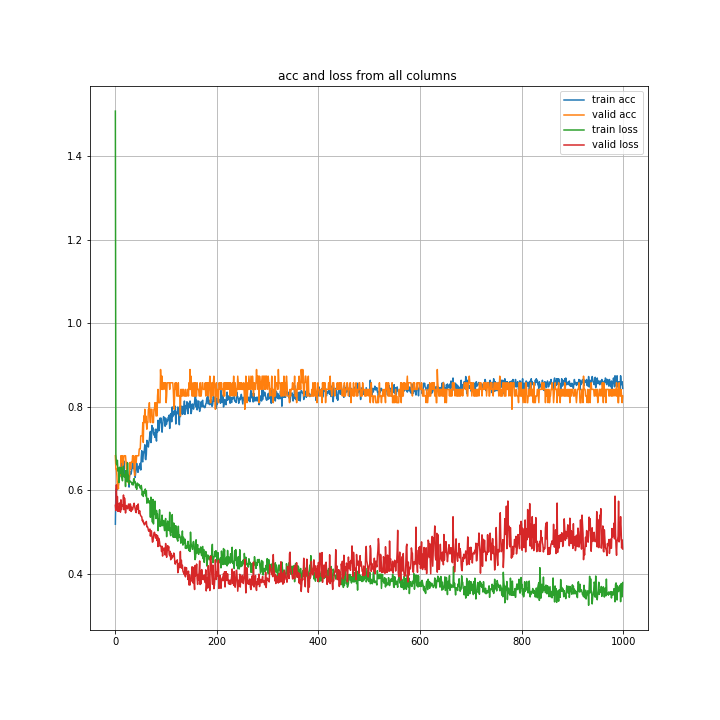 acc and loss from all columns
train acc
valid acc
train loss
valid loss
1.4
1.2
1.0
0.8
0.6
0.4
0 200 400 600 800 1000